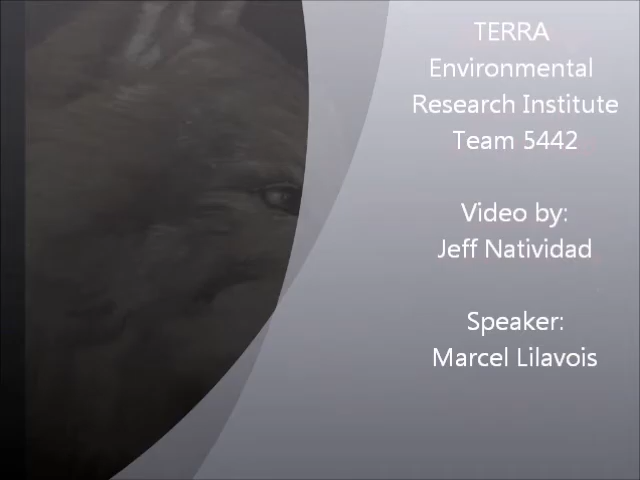 TERRA
Environmental
Research Institute
Team 5442
Video by:
Jeff Natividad
Speaker:
Marcel Lilavois